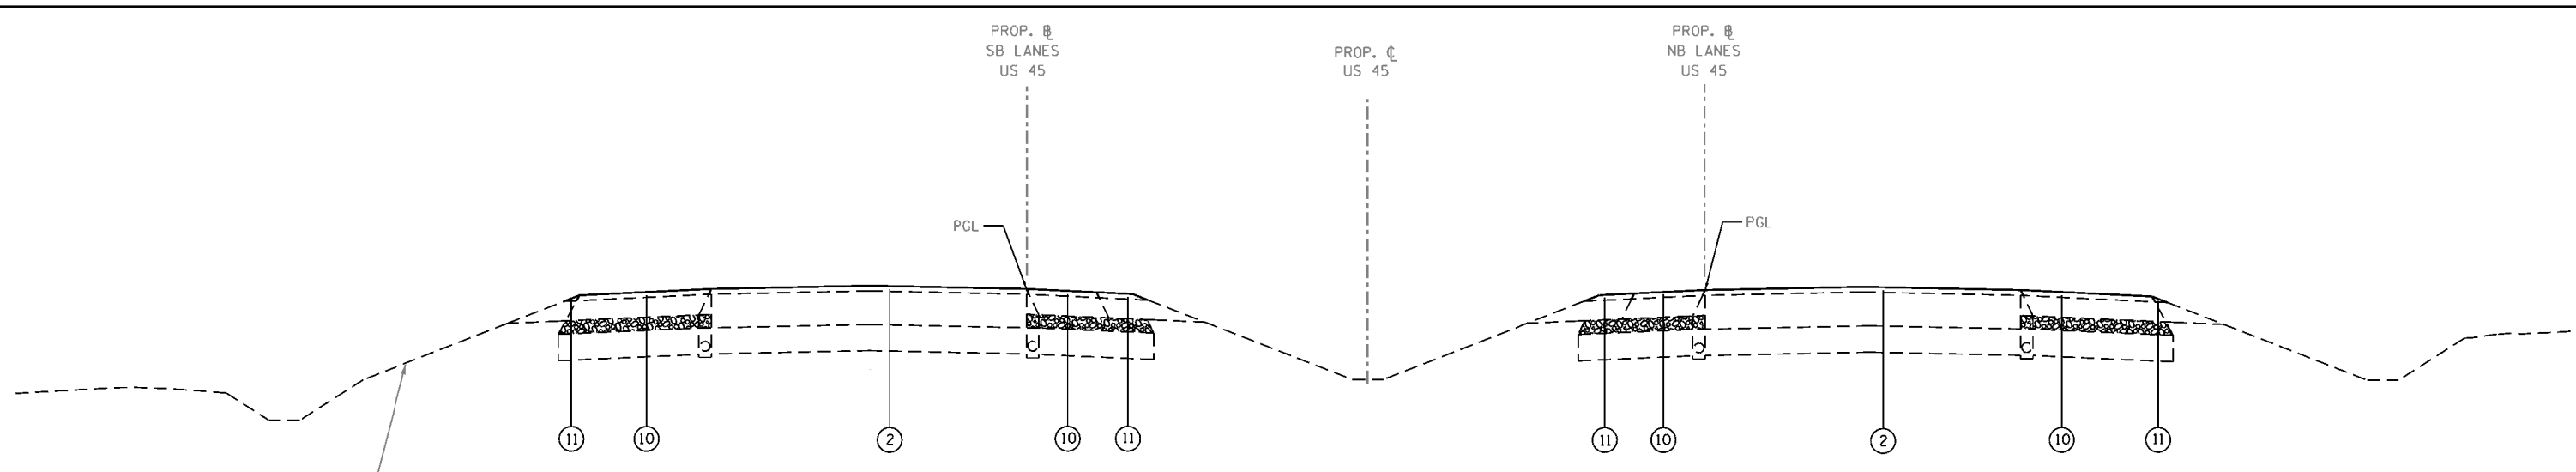 PROP. ⅊
SB LANES
US 45
PROP. ℄
US 45
PROP. ⅊
NB LANES
US 45
PGL
PGL
11
10
2
10
11
11
10
2
10
11